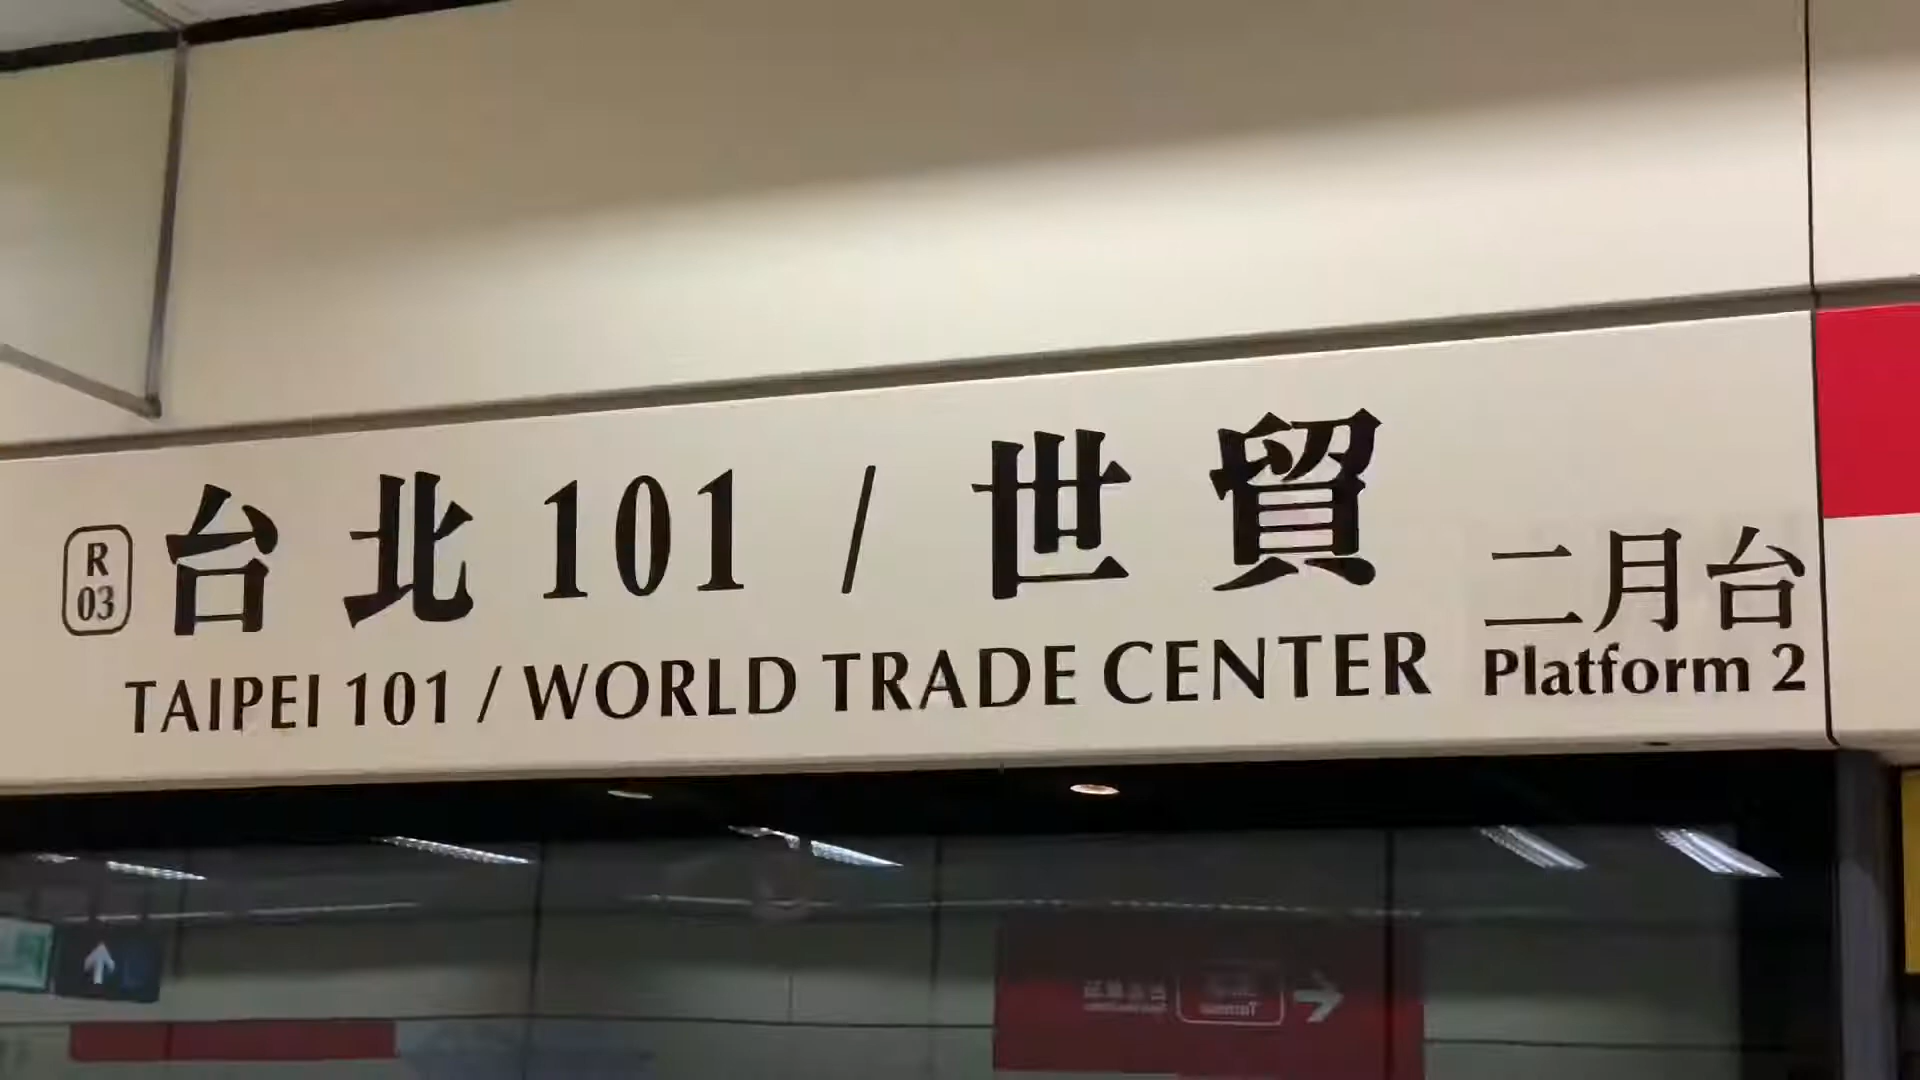 R
03
台北101 / 世貿
TAIPEI 101 / WORLD TRADE CENTER
二月台
Platform 2